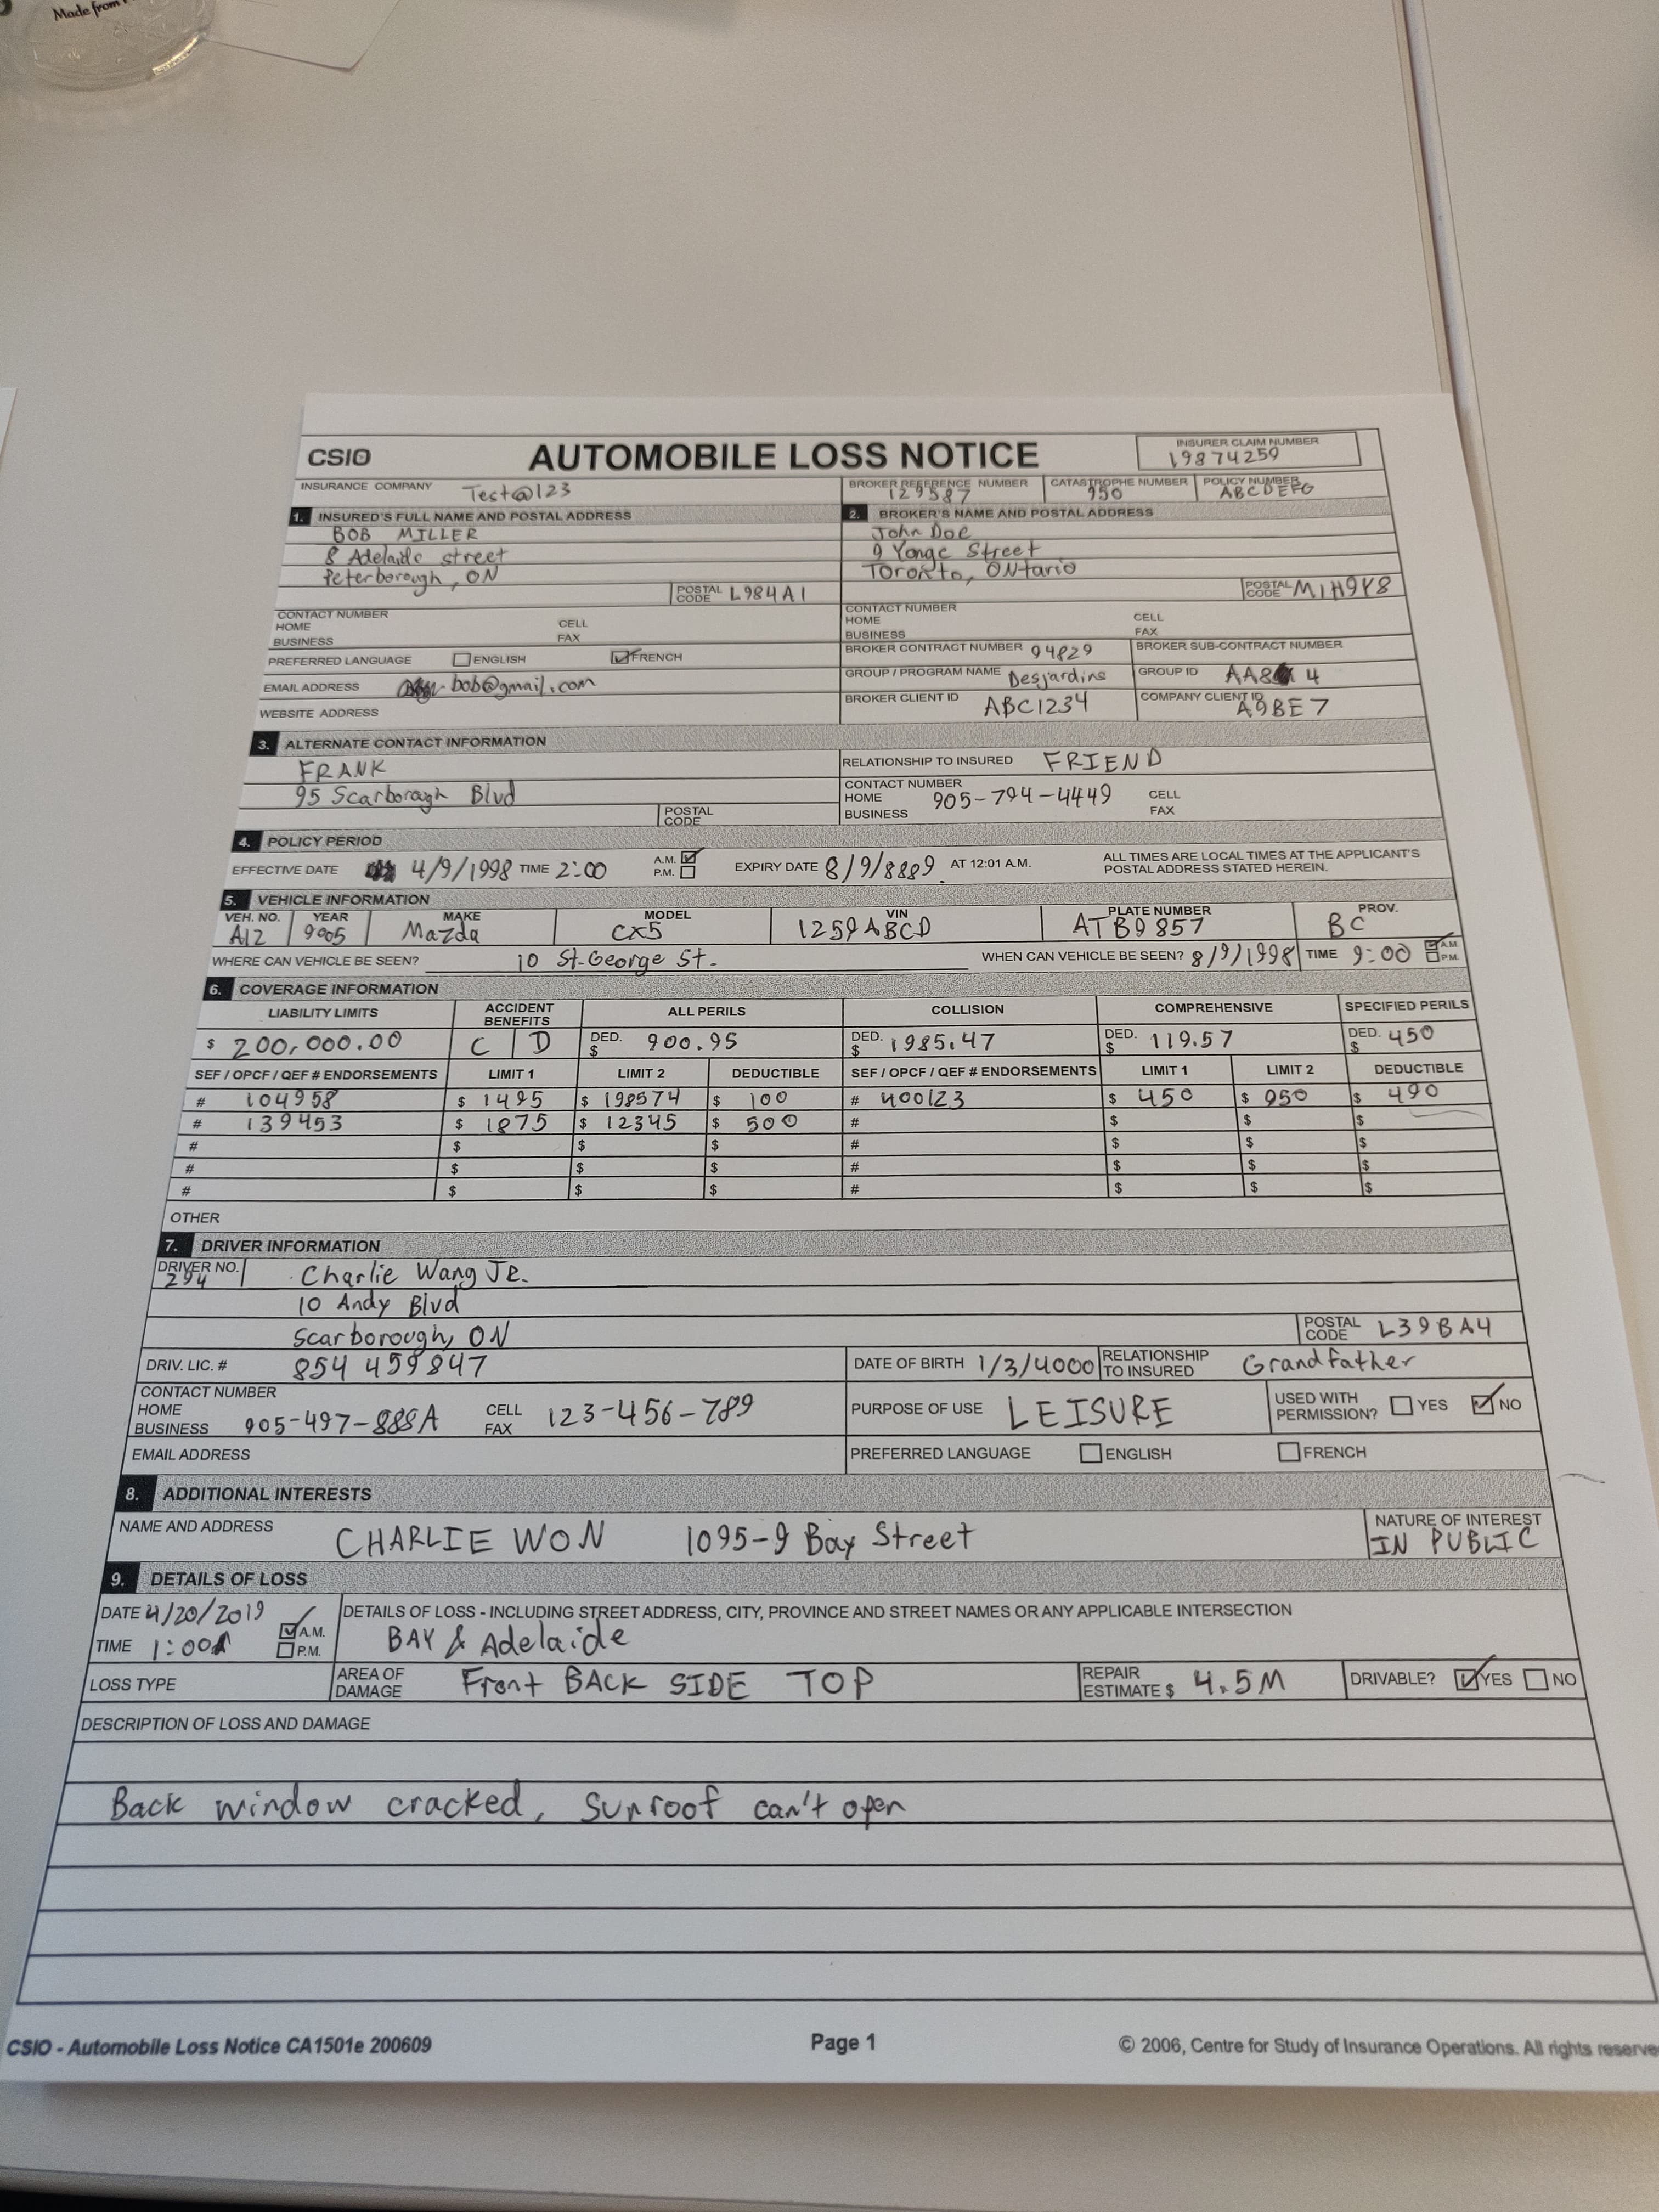 Made from
CSIO AUTOMOBILE LOSS NOTICE
INSURER CLAIM NUMBER
19874259
INSURANCE COMPANY Test@123
BROKER REFERENCE NUMBER 129587
CATASTROPHE NUMBER 950
POLICY NUMBER ABCDEFG
1. INSURED'S FULL NAME AND POSTAL ADDRESS
BOB MILLER
8 Adelaide street
Peterborough, ON
POSTAL CODE L984A1
CONTACT NUMBER
HOME CELL
BUSINESS FAX
PREFERRED LANGUAGE ENGLISH FRENCH
EMAIL ADDRESS bob@gmail.com
WEBSITE ADDRESS
2. BROKER'S NAME AND POSTAL ADDRESS
John Doe
9 Yonge Street
Toronto, ONtario
POSTAL CODE M1H9K8
CONTACT NUMBER
HOME CELL
BUSINESS FAX
BROKER CONTRACT NUMBER 94829 BROKER SUB-CONTRACT NUMBER
GROUP / PROGRAM NAME Desjardins GROUP ID AA8 4
BROKER CLIENT ID ABC1234 COMPANY CLIENT ID A9BE7
3. ALTERNATE CONTACT INFORMATION
FRANK
95 Scarborough Blvd
POSTAL CODE
RELATIONSHIP TO INSURED FRIEND
CONTACT NUMBER
HOME 905-794-4449 CELL
BUSINESS FAX
4. POLICY PERIOD
EFFECTIVE DATE 4/9/1998 TIME 2:00 A.M. P.M. EXPIRY DATE 8/9/8889 AT 12:01 A.M. ALL TIMES ARE LOCAL TIMES AT THE APPLICANT'S POSTAL ADDRESS STATED HEREIN.
5. VEHICLE INFORMATION
VEH. NO. YEAR MAKE MODEL VIN PLATE NUMBER PROV.
A12 9005 Mazda CX5 1259ABCD ATB9857 BC
WHERE CAN VEHICLE BE SEEN? 10 St. George St. WHEN CAN VEHICLE BE SEEN? 8/9/1998 TIME 9:00 A.M. P.M.
6. COVERAGE INFORMATION
LIABILITY LIMITS ACCIDENT BENEFITS ALL PERILS COLLISION COMPREHENSIVE SPECIFIED PERILS
$ 200,000.00 C D DED. $ 900.95 DED. $ 1985.47 DED. $ 119.57 DED. $ 450
SEF / OPCF / QEF # ENDORSEMENTS LIMIT 1 LIMIT 2 DEDUCTIBLE SEF / OPCF / QEF # ENDORSEMENTS LIMIT 1 LIMIT 2 DEDUCTIBLE
# 104958 $ 1495 $ 198574 $ 100 # 400123 $ 450 $ 950 $ 490
# 139453 $ 1875 $ 12345 $ 500 # $ $ $
# $ $ $ # $ $ $
# $ $ $ # $ $ $
# $ $ $ # $ $ $
OTHER
7. DRIVER INFORMATION
DRIVER NO. 294 Charlie Wang JR.
10 Andy Blvd
Scarborough, ON
POSTAL CODE L39BA4
DRIV. LIC. # 854 459847 DATE OF BIRTH 1/3/4000 RELATIONSHIP TO INSURED Grandfather
CONTACT NUMBER
HOME CELL
BUSINESS 905-497-888A FAX 123-456-789
PURPOSE OF USE LEISURE USED WITH PERMISSION? YES NO
EMAIL ADDRESS PREFERRED LANGUAGE ENGLISH FRENCH
8. ADDITIONAL INTERESTS
NAME AND ADDRESS CHARLIE WON 1095-9 Bay Street NATURE OF INTEREST IN PUBLIC
9. DETAILS OF LOSS
DATE 4/20/2019
TIME 1:00 A.M. P.M.
DETAILS OF LOSS - INCLUDING STREET ADDRESS, CITY, PROVINCE AND STREET NAMES OR ANY APPLICABLE INTERSECTION
BAY & Adelaide
LOSS TYPE AREA OF DAMAGE Front BACK SIDE TOP REPAIR ESTIMATE $ 4.5M DRIVABLE? YES NO
DESCRIPTION OF LOSS AND DAMAGE
Back window cracked, Sunroof can't open
CSIO - Automobile Loss Notice CA1501e 200609 Page 1 © 2006, Centre for Study of Insurance Operations. All rights reserve